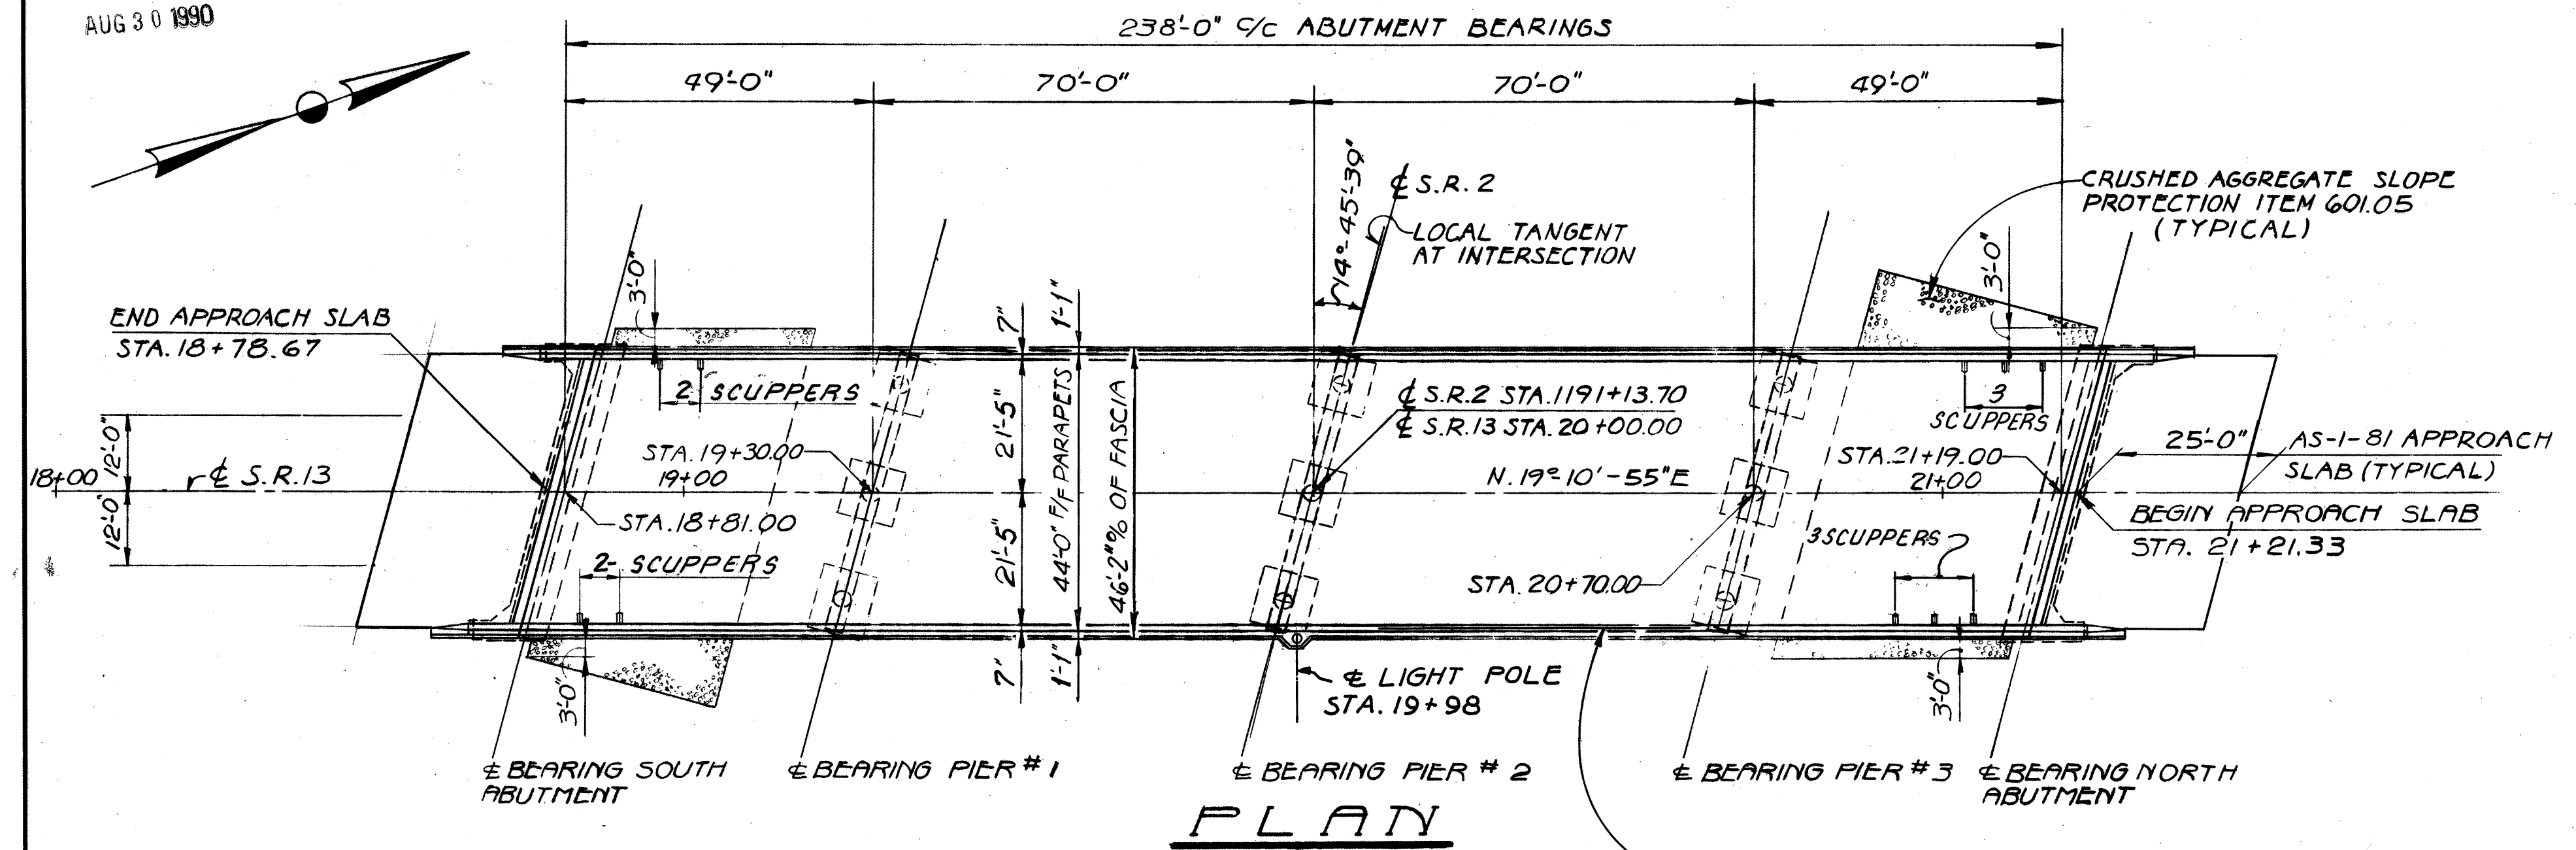 AUG 30 1990
238'-0" C/C ABUTMENT BEARINGS
49'-0"
70'-0"
70'-0"
49'-0"
14°-45'-39"
℄ S.R. 2
LOCAL TANGENT
AT INTERSECTION
CRUSHED AGGREGATE SLOPE
PROTECTION ITEM 601.05
(TYPICAL)
3'-0"
3'-0"
END APPROACH SLAB
STA. 18+78.67
7"
1'-1"
2 SCUPPERS
3
SCUPPERS
℄ S.R.2 STA.1191+13.70
℄ S.R.13 STA. 20+00.00
21'-5"
44'-0" F/F PARAPETS
46'-2" O/O OF FASCIA
12'-0"
STA. 19+30.00
19+00
18+00
℄ S.R.13
N. 19°10'-55"E
STA. 21+19.00
21+00
25'-0"
AS-1-81 APPROACH
SLAB (TYPICAL)
12'-0"
STA. 18+81.00
BEGIN APPROACH SLAB
STA. 21+21.33
2- SCUPPERS
21'-5"
3 SCUPPERS
STA. 20+70.00
3'-0"
7"
1'-1"
℄ LIGHT POLE
STA. 19+98
3'-0"
℄ BEARING SOUTH
ABUTMENT
℄ BEARING PIER #1
℄ BEARING PIER # 2
℄ BEARING PIER #3
℄ BEARING NORTH
ABUTMENT
PLAN